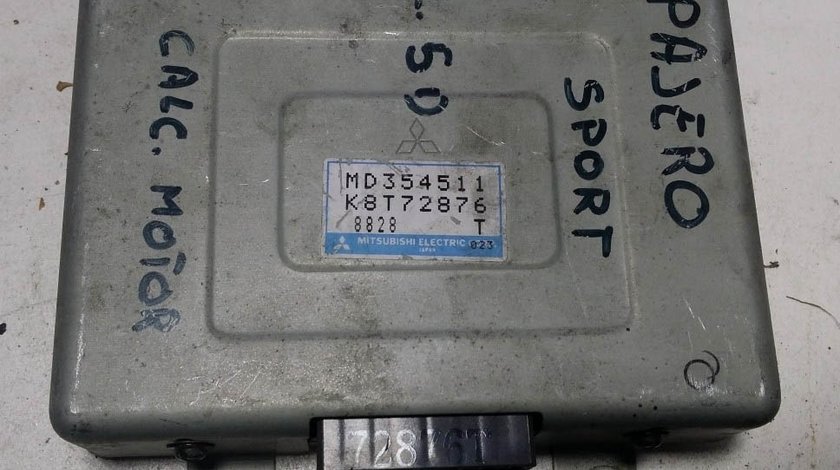 CALC. MOTOR
.5D
PAJERO
SPORT
MD354511
K8T72876
8828 T
MITSUBISHI ELECTRIC 023
JAPAN
72876T